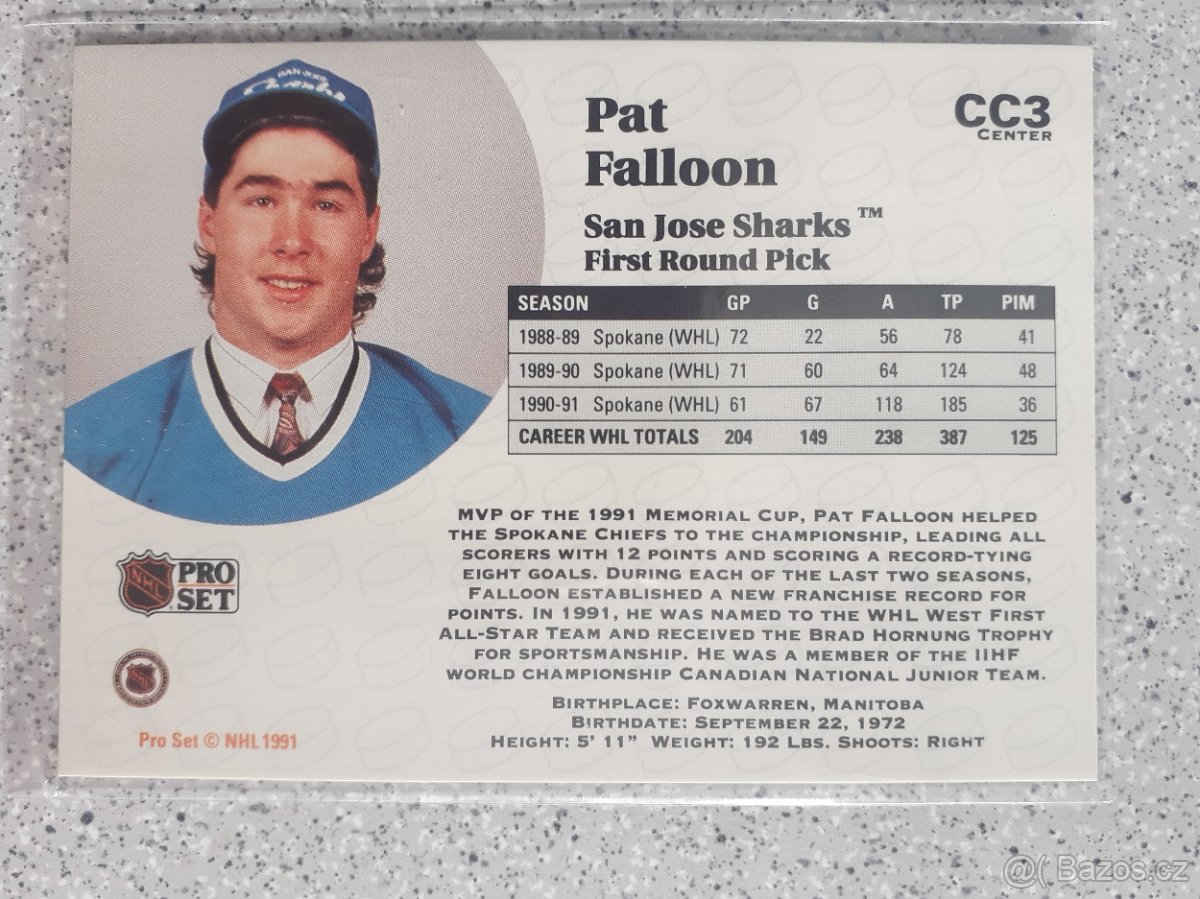 SAN JOSE
Sharks
Pat
Falloon
CC3
CENTER
San Jose Sharks™
First Round Pick
SEASON GP G A TP PIM
1988-89 Spokane (WHL) 72 22 56 78 41
1989-90 Spokane (WHL) 71 60 64 124 48
1990-91 Spokane (WHL) 61 67 118 185 36
CAREER WHL TOTALS 204 149 238 387 125
MVP OF THE 1991 MEMORIAL CUP, PAT FALLOON HELPED
THE SPOKANE CHIEFS TO THE CHAMPIONSHIP, LEADING ALL
SCORERS WITH 12 POINTS AND SCORING A RECORD-TYING
EIGHT GOALS. DURING EACH OF THE LAST TWO SEASONS,
FALLOON ESTABLISHED A NEW FRANCHISE RECORD FOR
POINTS. IN 1991, HE WAS NAMED TO THE WHL WEST FIRST
ALL-STAR TEAM AND RECEIVED THE BRAD HORNUNG TROPHY
FOR SPORTSMANSHIP. HE WAS A MEMBER OF THE IIHF
WORLD CHAMPIONSHIP CANADIAN NATIONAL JUNIOR TEAM.
BIRTHPLACE: FOXWARREN, MANITOBA
BIRTHDATE: SEPTEMBER 22, 1972
HEIGHT: 5' 11" WEIGHT: 192 LBS. SHOOTS: RIGHT
NHL
PRO
SET
NHL
Pro Set © NHL 1991
@( Bazos.cz